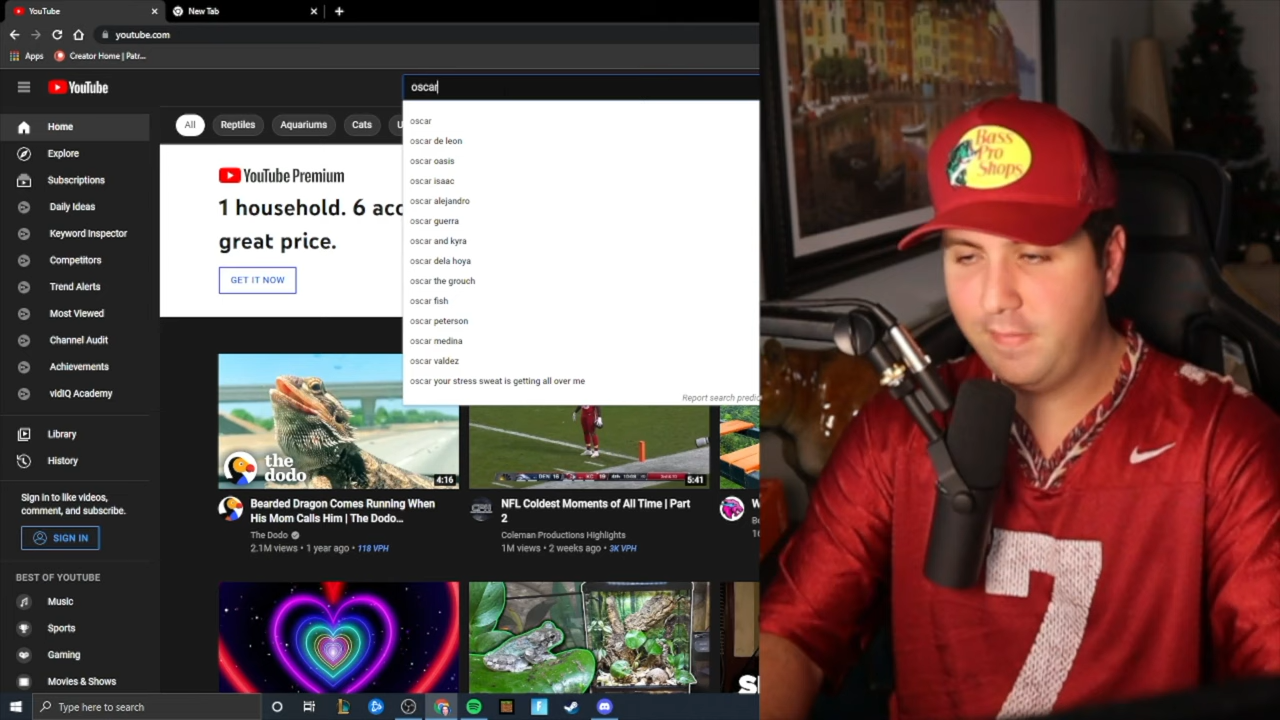 YouTube
New Tab
youtube.com
Apps
Creator Home | Patr...
YouTube
oscar
Home
Explore
Subscriptions
Daily Ideas
Keyword Inspector
Competitors
Trend Alerts
Most Viewed
Channel Audit
Achievements
vidIQ Academy
Library
History
Sign in to like videos,
comment, and subscribe.
SIGN IN
BEST OF YOUTUBE
Music
Sports
Gaming
Movies & Shows
All
Reptiles
Aquariums
Cats
YouTube Premium
1 household. 6 acc
great price.
GET IT NOW
oscar
oscar de leon
oscar oasis
oscar isaac
oscar alejandro
oscar guerra
oscar and kyra
oscar dela hoya
oscar the grouch
oscar fish
oscar peterson
oscar medina
oscar valdez
oscar your stress sweat is getting all over me
Report search predic
the
dodo
4:16
5:41
Bearded Dragon Comes Running When
His Mom Calls Him | The Dodo...
The Dodo
2.1M views • 1 year ago • 118 VPH
NFL Coldest Moments of All Time | Part
2
Coleman Productions Highlights
1M views • 2 weeks ago • 3K VPH
Type here to search
Bass
Pro
Shops
7